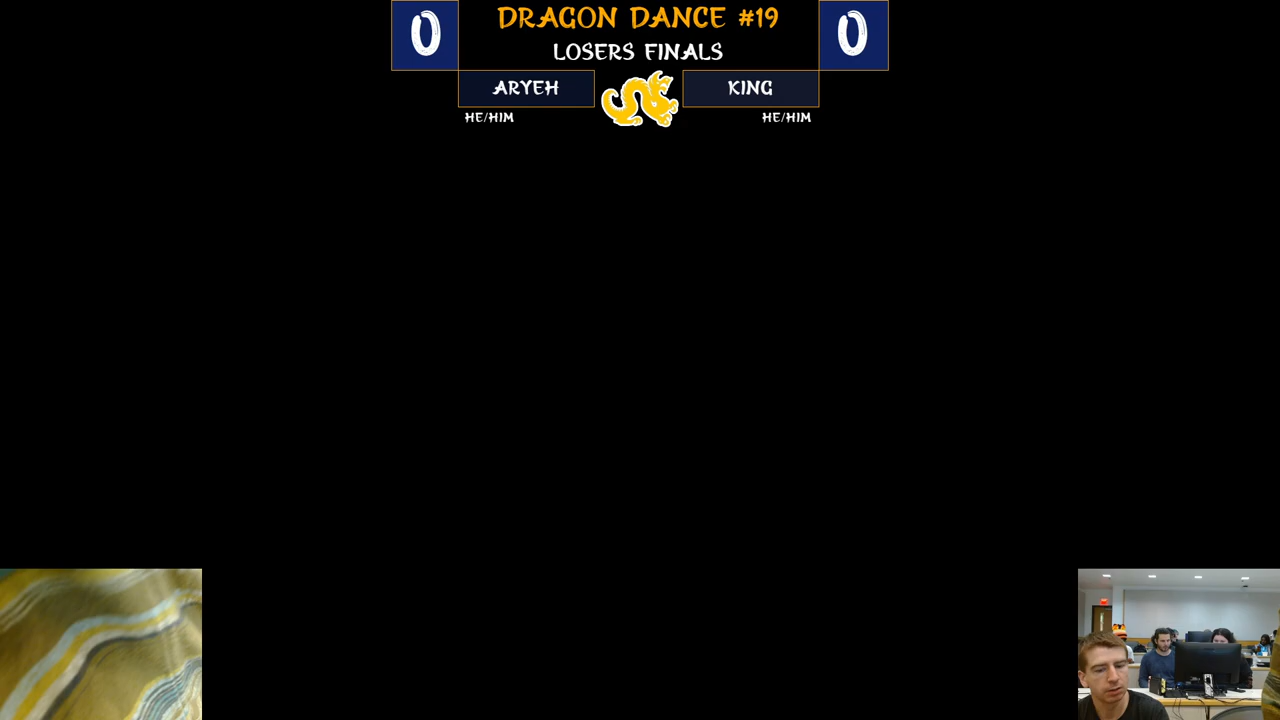 0
DRAGON DANCE #19
0
LOSERS FINALS
ARYEH
KING
HE/HIM
HE/HIM